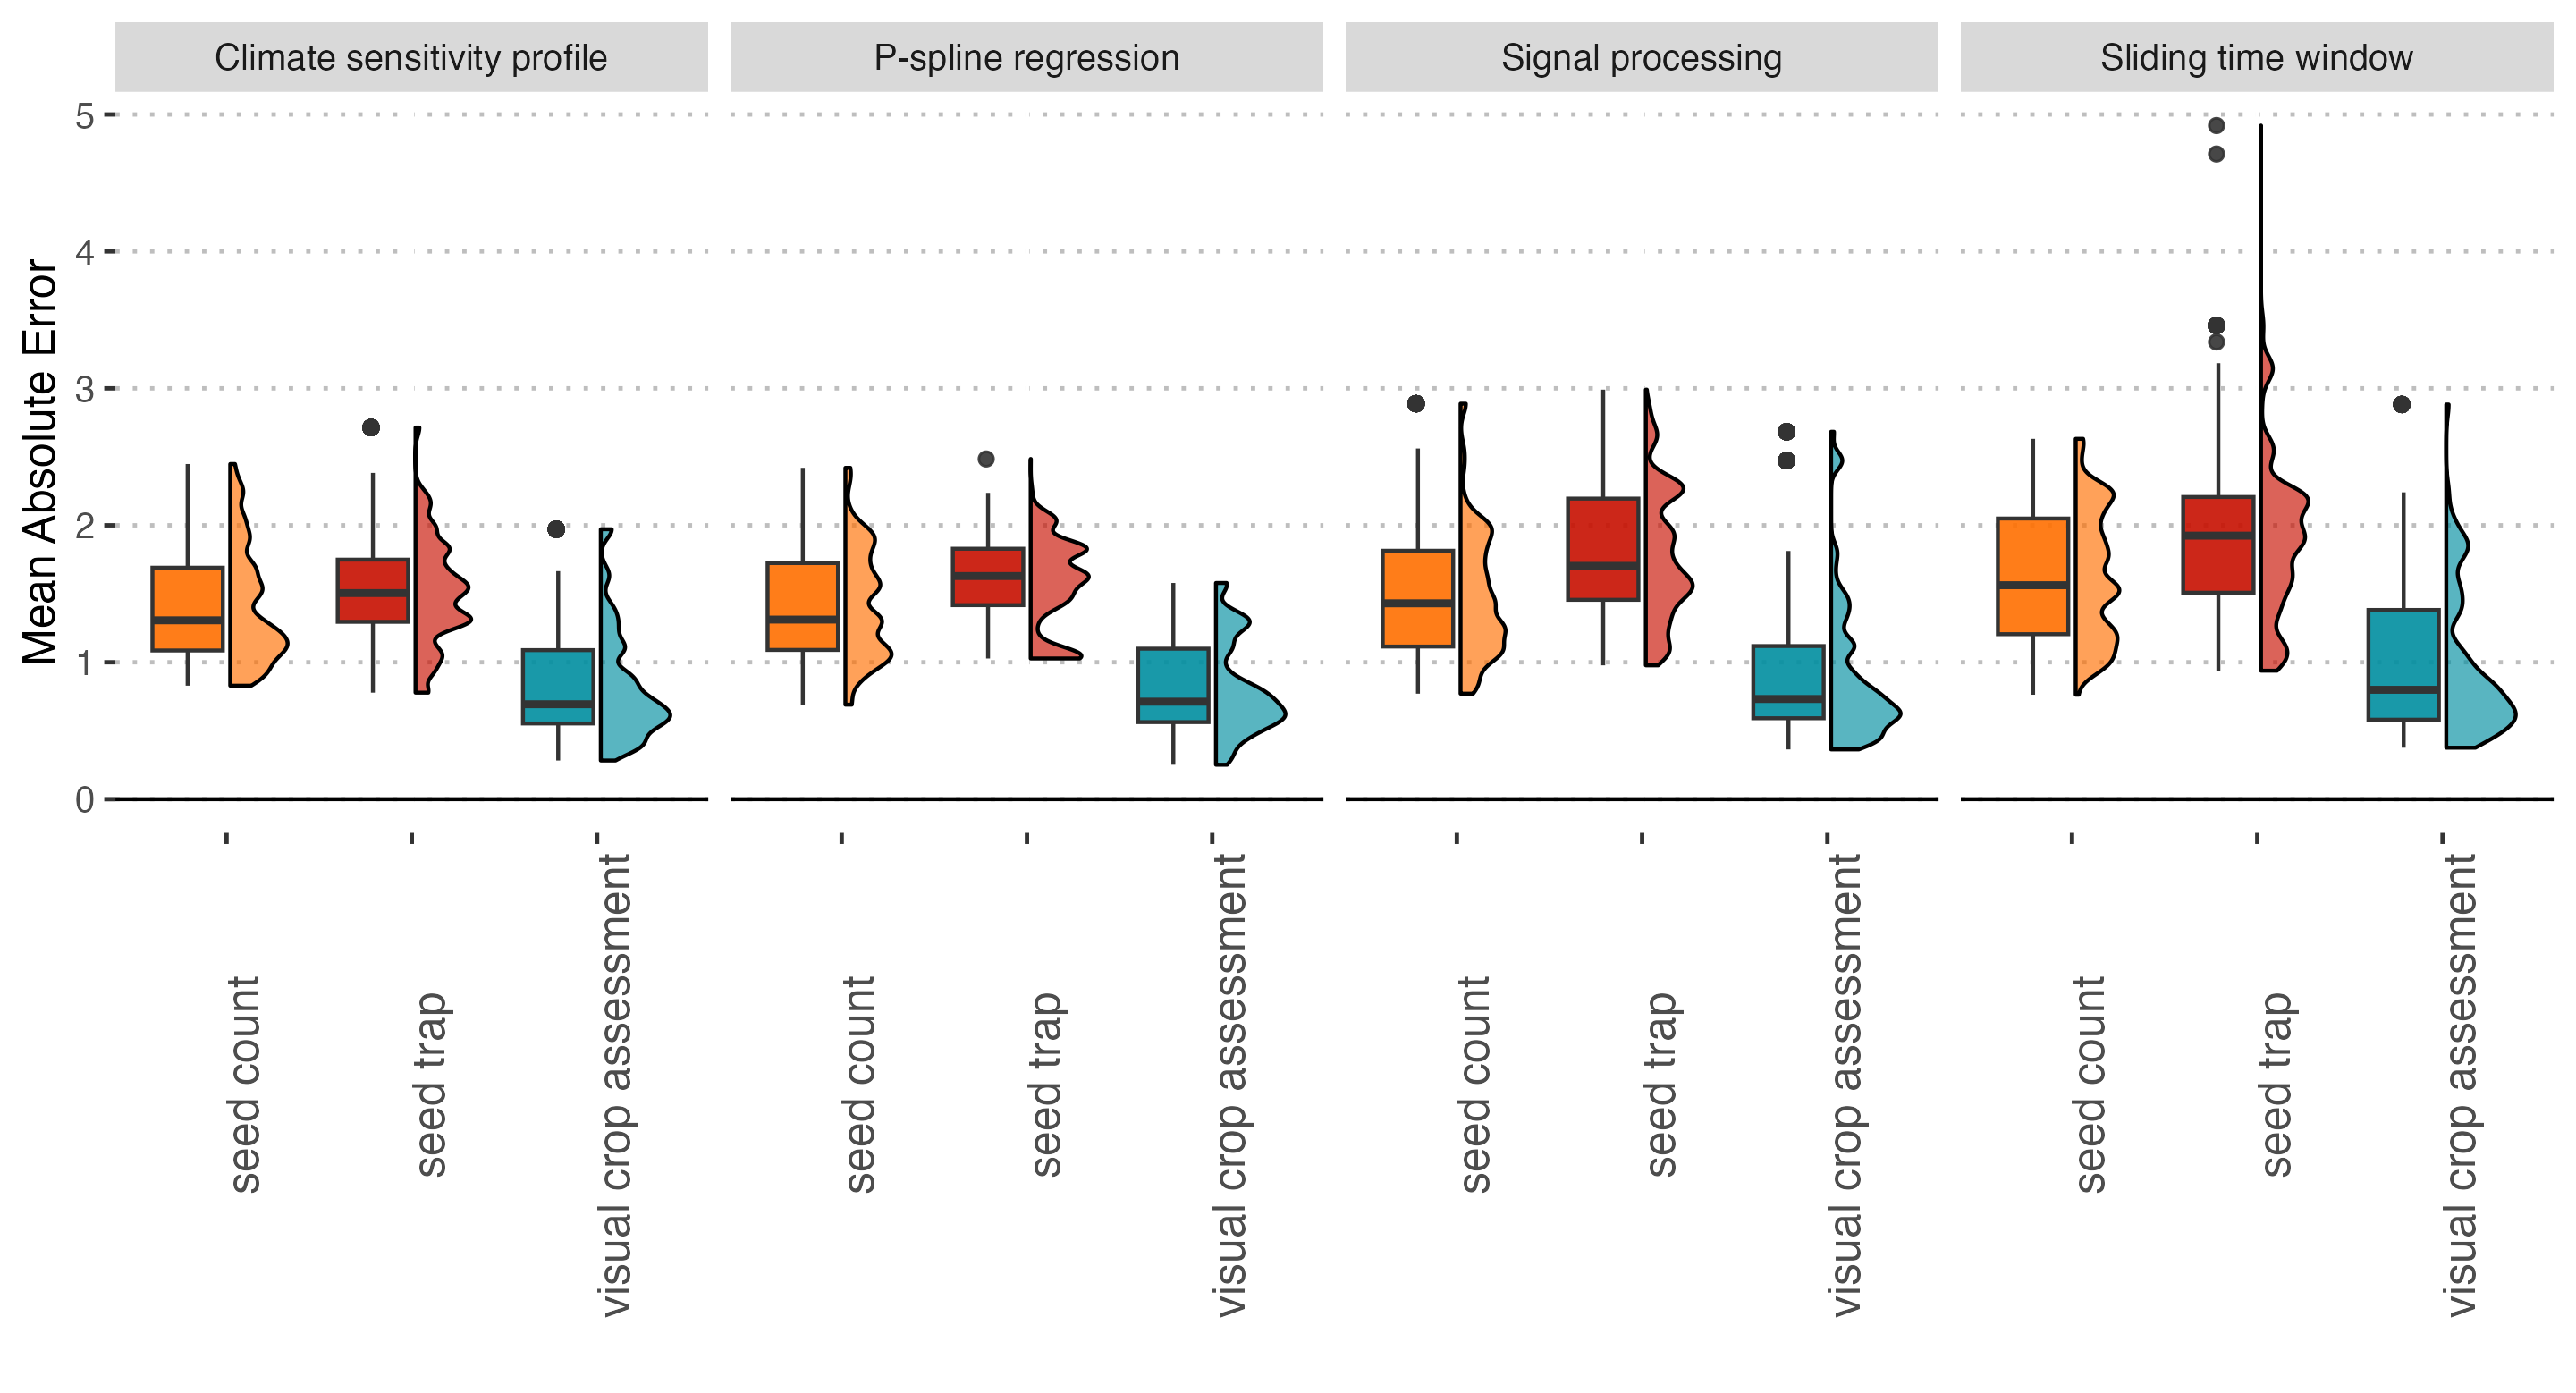 Climate sensitivity profile
P-spline regression
Signal processing
Sliding time window
Mean Absolute Error
5
4
3
2
1
0
seed count
seed trap
visual crop assessment
seed count
seed trap
visual crop assessment
seed count
seed trap
visual crop assessment
seed count
seed trap
visual crop assessment